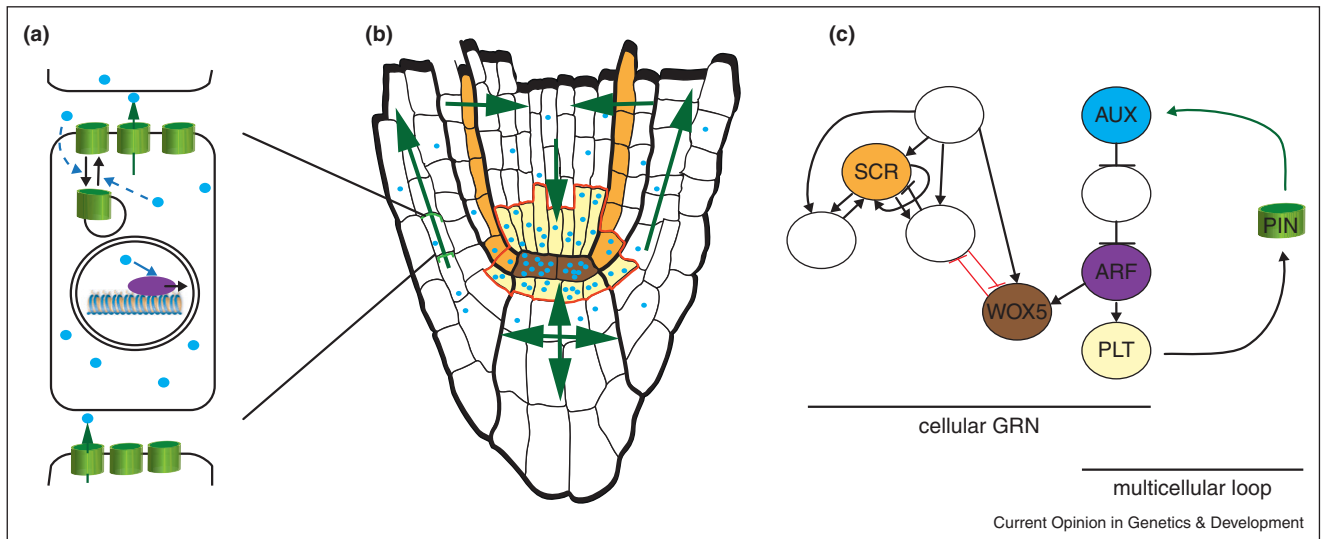 (a)
(b)
(c)
AUX
SCR
PIN
ARF
WOX5
PLT
cellular GRN
multicellular loop
Current Opinion in Genetics & Development